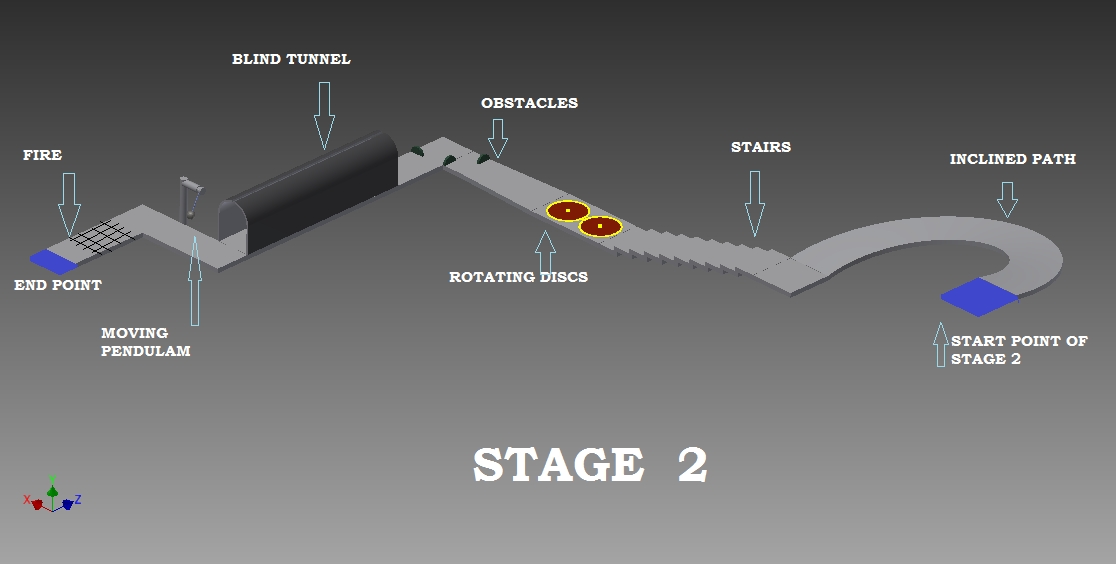 BLIND TUNNEL
OBSTACLES
STAIRS
FIRE
INCLINED PATH
ROTATING DISCS
END POINT
MOVING
PENDULAM
START POINT OF
STAGE 2
STAGE 2
Y
X
Z